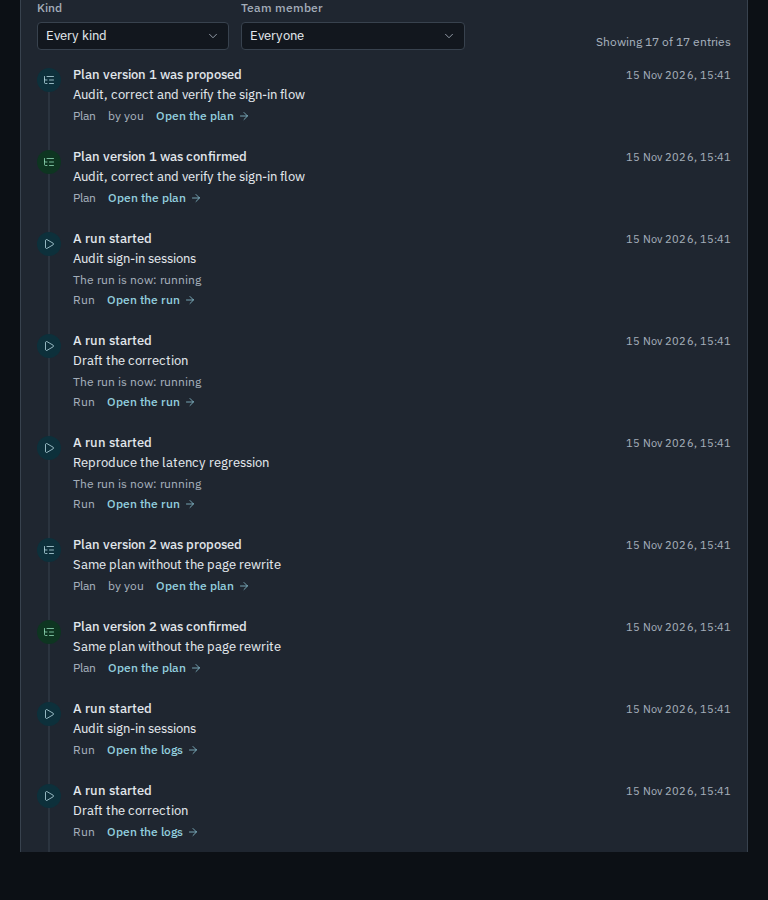 Kind
Team member
Every kind
Everyone
Showing 17 of 17 entries
Plan version 1 was proposed
15 Nov 2026, 15:41
Audit, correct and verify the sign-in flow
Plan by you Open the plan →
Plan version 1 was confirmed
15 Nov 2026, 15:41
Audit, correct and verify the sign-in flow
Plan Open the plan →
A run started
15 Nov 2026, 15:41
Audit sign-in sessions
The run is now: running
Run Open the run →
A run started
15 Nov 2026, 15:41
Draft the correction
The run is now: running
Run Open the run →
A run started
15 Nov 2026, 15:41
Reproduce the latency regression
The run is now: running
Run Open the run →
Plan version 2 was proposed
15 Nov 2026, 15:41
Same plan without the page rewrite
Plan by you Open the plan →
Plan version 2 was confirmed
15 Nov 2026, 15:41
Same plan without the page rewrite
Plan Open the plan →
A run started
15 Nov 2026, 15:41
Audit sign-in sessions
Run Open the logs →
A run started
15 Nov 2026, 15:41
Draft the correction
Run Open the logs →